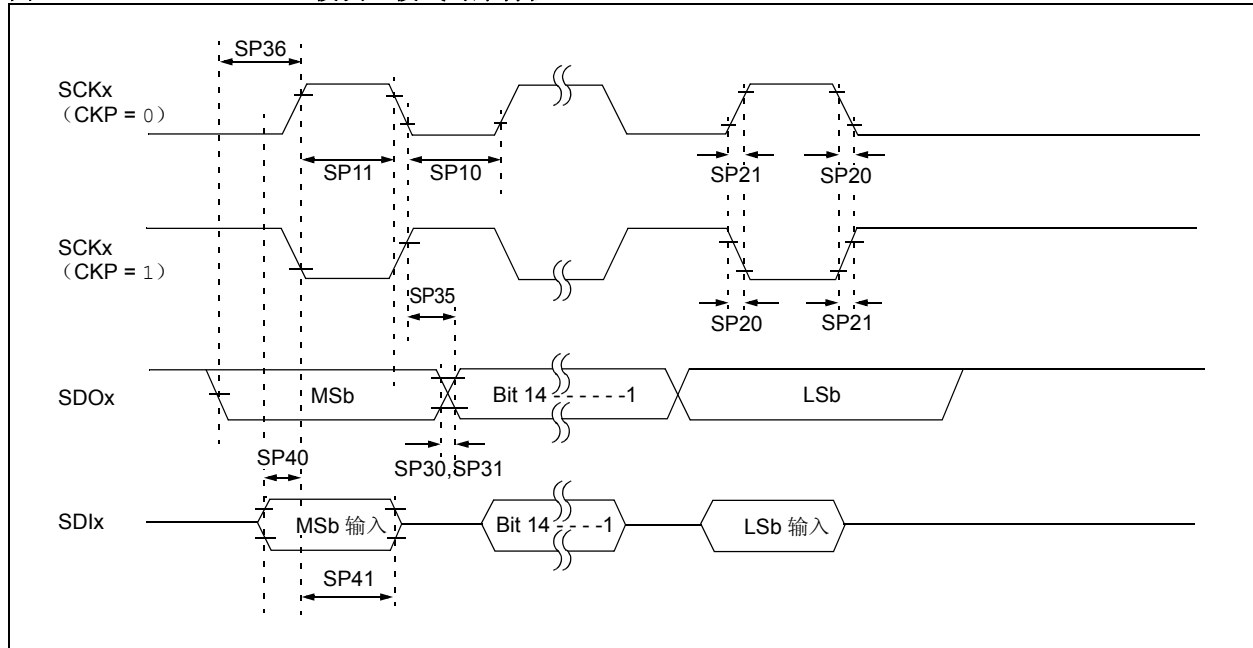 SP36
SCKx
（CKP = 0）
SP11
SP10
SP21
SP20
SCKx
（CKP = 1）
SP35
SP20
SP21
SDOx
MSb
Bit 14 - - - - - -1
LSb
SP40
SP30,SP31
SDIx
MSb 输入
Bit 14 - - - -1
LSb 输入
SP41